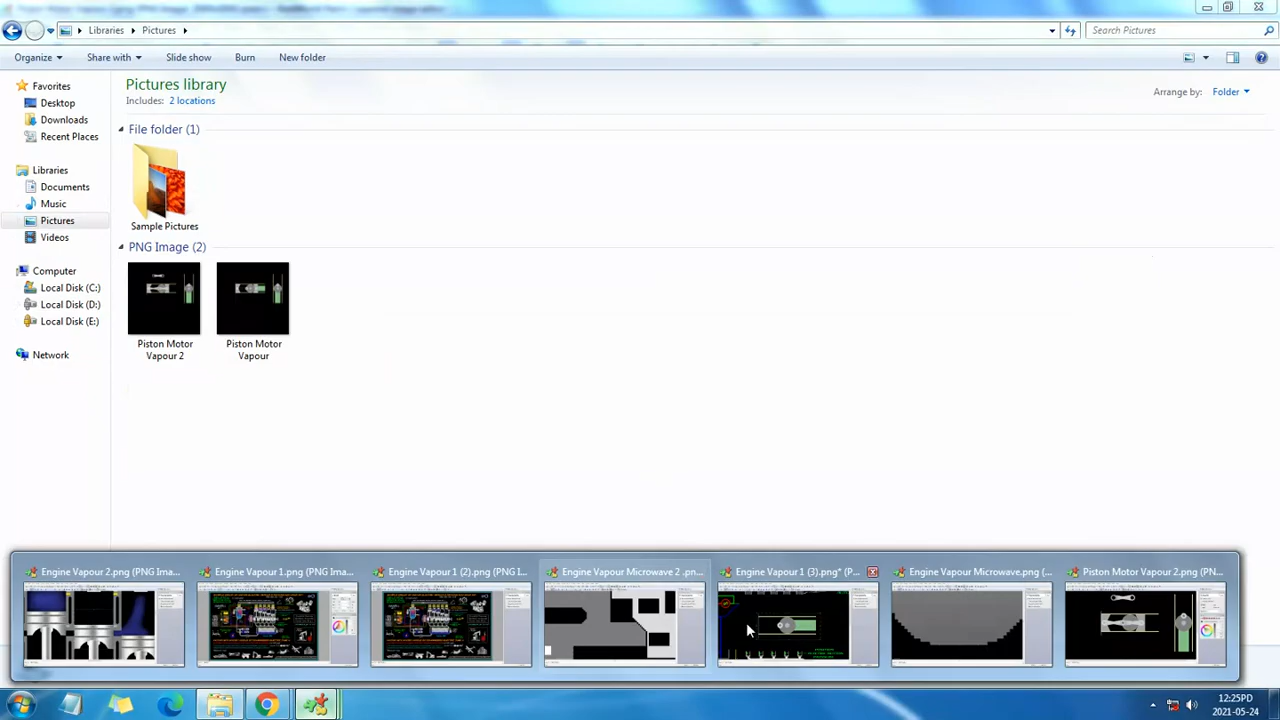 Libraries Pictures
Search Pictures
Organize Share with Slide show Burn New folder
Favorites
Desktop
Downloads
Recent Places
Libraries
Documents
Music
Pictures
Videos
Computer
Local Disk (C:)
Local Disk (D:)
Local Disk (E:)
Network
Pictures library
Includes: 2 locations
Arrange by: Folder
File folder (1)
Sample Pictures
PNG Image (2)
Piston Motor Vapour 2
Piston Motor Vapour
Engine Vapour 2.png (PNG Ima...
Engine Vapour 1.png (PNG Ima...
Engine Vapour 1 (2).png (PNG I...
Engine Vapour Microwave 2 .pn...
Engine Vapour 1 (3).png* (P...
Engine Vapour Microwave.png (...
Piston Motor Vapour 2.png (PN...
12:25PD
2021-05-24